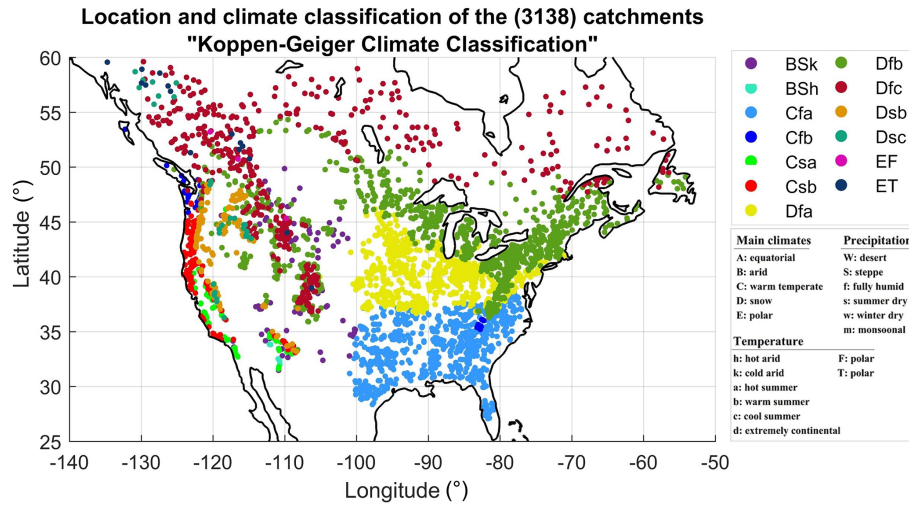 Location and climate classification of the (3138) catchments
"Koppen-Geiger Climate Classification"
60
55
50
45
40
35
30
25
Latitude (°)
-140
-130
-120
-110
-100
-90
-80
-70
-60
-50
Longitude (°)
BSk
BSh
Cfa
Cfb
Csa
Csb
Dfa
Dfb
Dfc
Dsb
Dsc
EF
ET
Main climates
A: equatorial
B: arid
C: warm temperate
D: snow
E: polar
Precipitation
W: desert
S: steppe
f: fully humid
s: summer dry
w: winter dry
m: monsoonal
Temperature
h: hot arid
k: cold arid
a: hot summer
b: warm summer
c: cool summer
d: extremely continental
F: polar
T: polar